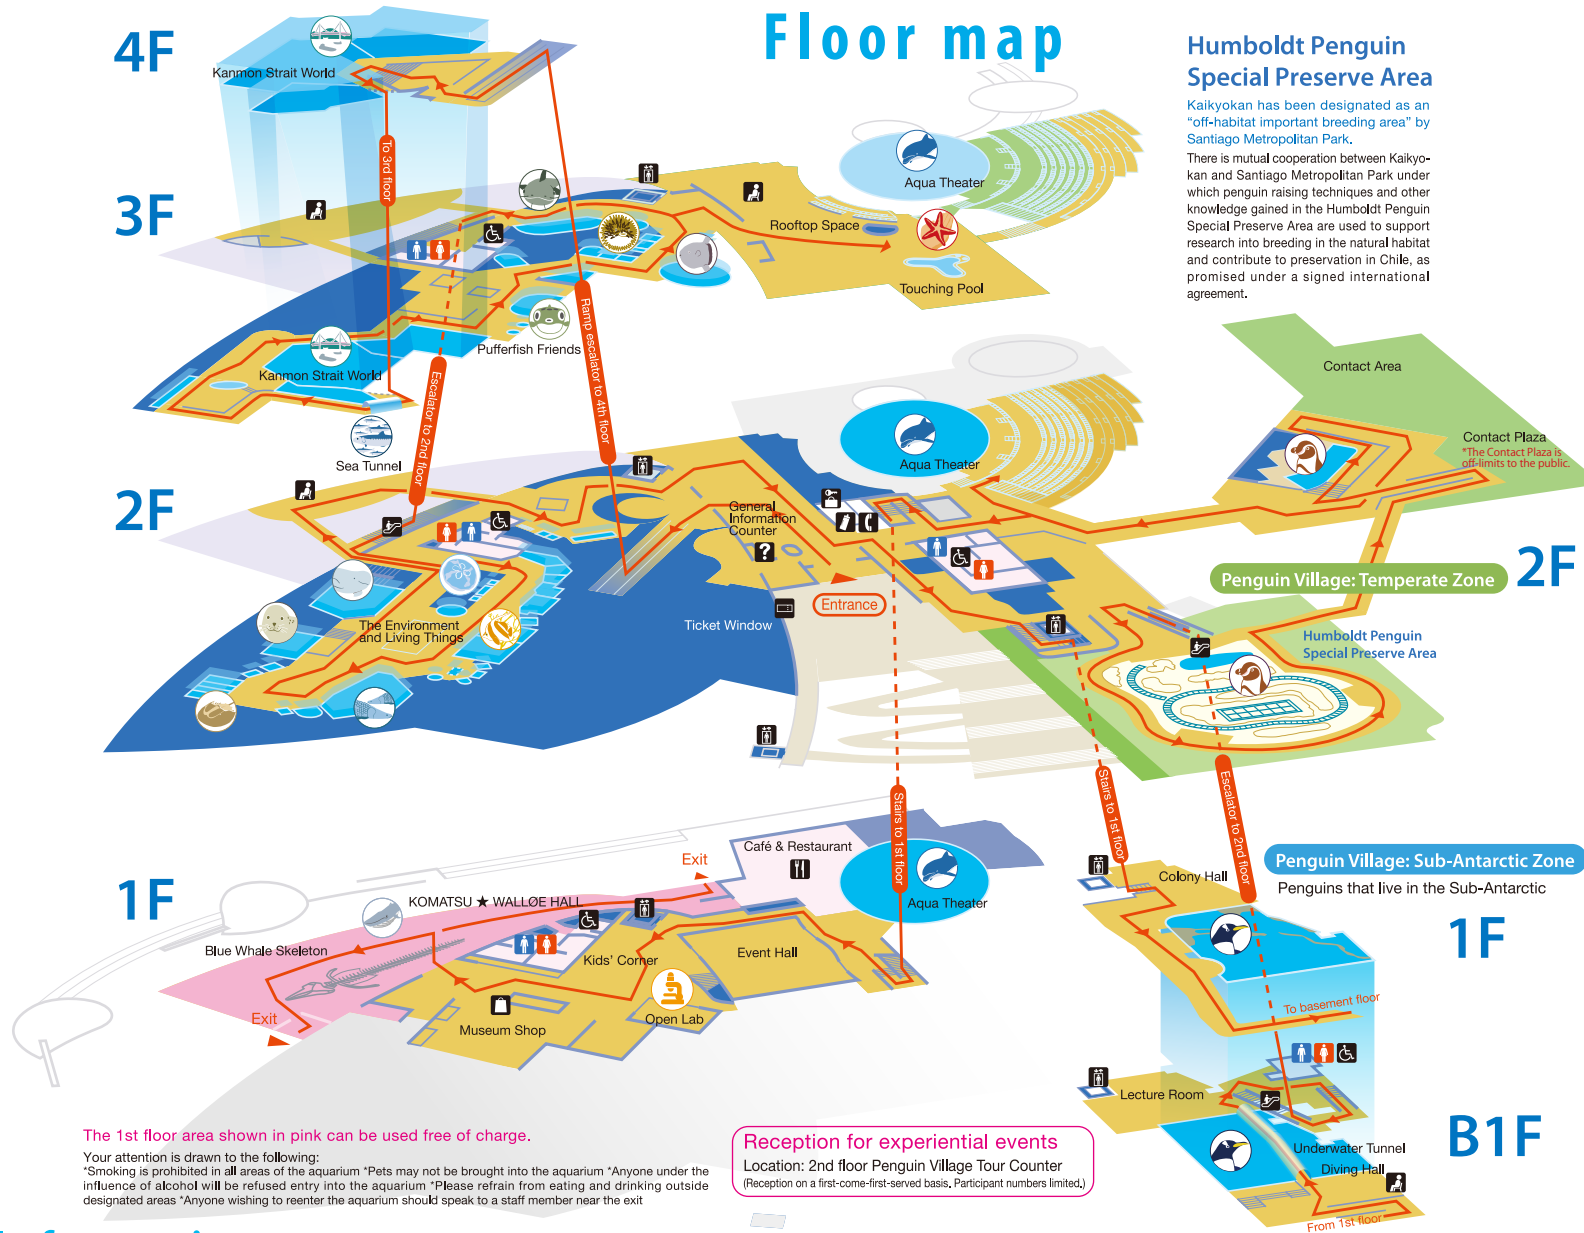 Floor map
4F
Kanmon Strait World
To 3rd floor
3F
Aqua Theater
Rooftop Space
Touching Pool
Pufferfish Friends
Kanmon Strait World
Sea Tunnel
Escalator to 2nd floor
Ramp escalator to 4th floor
Humboldt Penguin
Special Preserve Area
Kaikyokan has been designated as an
“off-habitat important breeding area” by
Santiago Metropolitan Park.
There is mutual cooperation between Kaikyo-
kan and Santiago Metropolitan Park under
which penguin raising techniques and other
knowledge gained in the Humboldt Penguin
Special Preserve Area are used to support
research into breeding in the natural habitat
and contribute to preservation in Chile, as
promised under a signed international
agreement.
2F
Aqua Theater
General
Information
Counter
?
Entrance
Ticket Window
The Environment
and Living Things
Contact Area
Contact Plaza
*The Contact Plaza is
off-limits to the public.
Penguin Village: Temperate Zone
2F
Humboldt Penguin
Special Preserve Area
Stairs to 1st floor
Stairs to 1st floor
Escalator to 2nd floor
1F
Exit
Café & Restaurant
Aqua Theater
KOMATSU ★ WALLØE HALL
Blue Whale Skeleton
Kids’ Corner
Event Hall
Exit
Museum Shop
Open Lab
Penguin Village: Sub-Antarctic Zone
Penguins that live in the Sub-Antarctic
Colony Hall
1F
To basement floor
Lecture Room
B1F
Underwater Tunnel
Diving Hall
From 1st floor
The 1st floor area shown in pink can be used free of charge.
Your attention is drawn to the following:
*Smoking is prohibited in all areas of the aquarium *Pets may not be brought into the aquarium *Anyone under the
influence of alcohol will be refused entry into the aquarium *Please refrain from eating and drinking outside
designated areas *Anyone wishing to reenter the aquarium should speak to a staff member near the exit
Reception for experiential events
Location: 2nd floor Penguin Village Tour Counter
(Reception on a first-come-first-served basis. Participant numbers limited.)